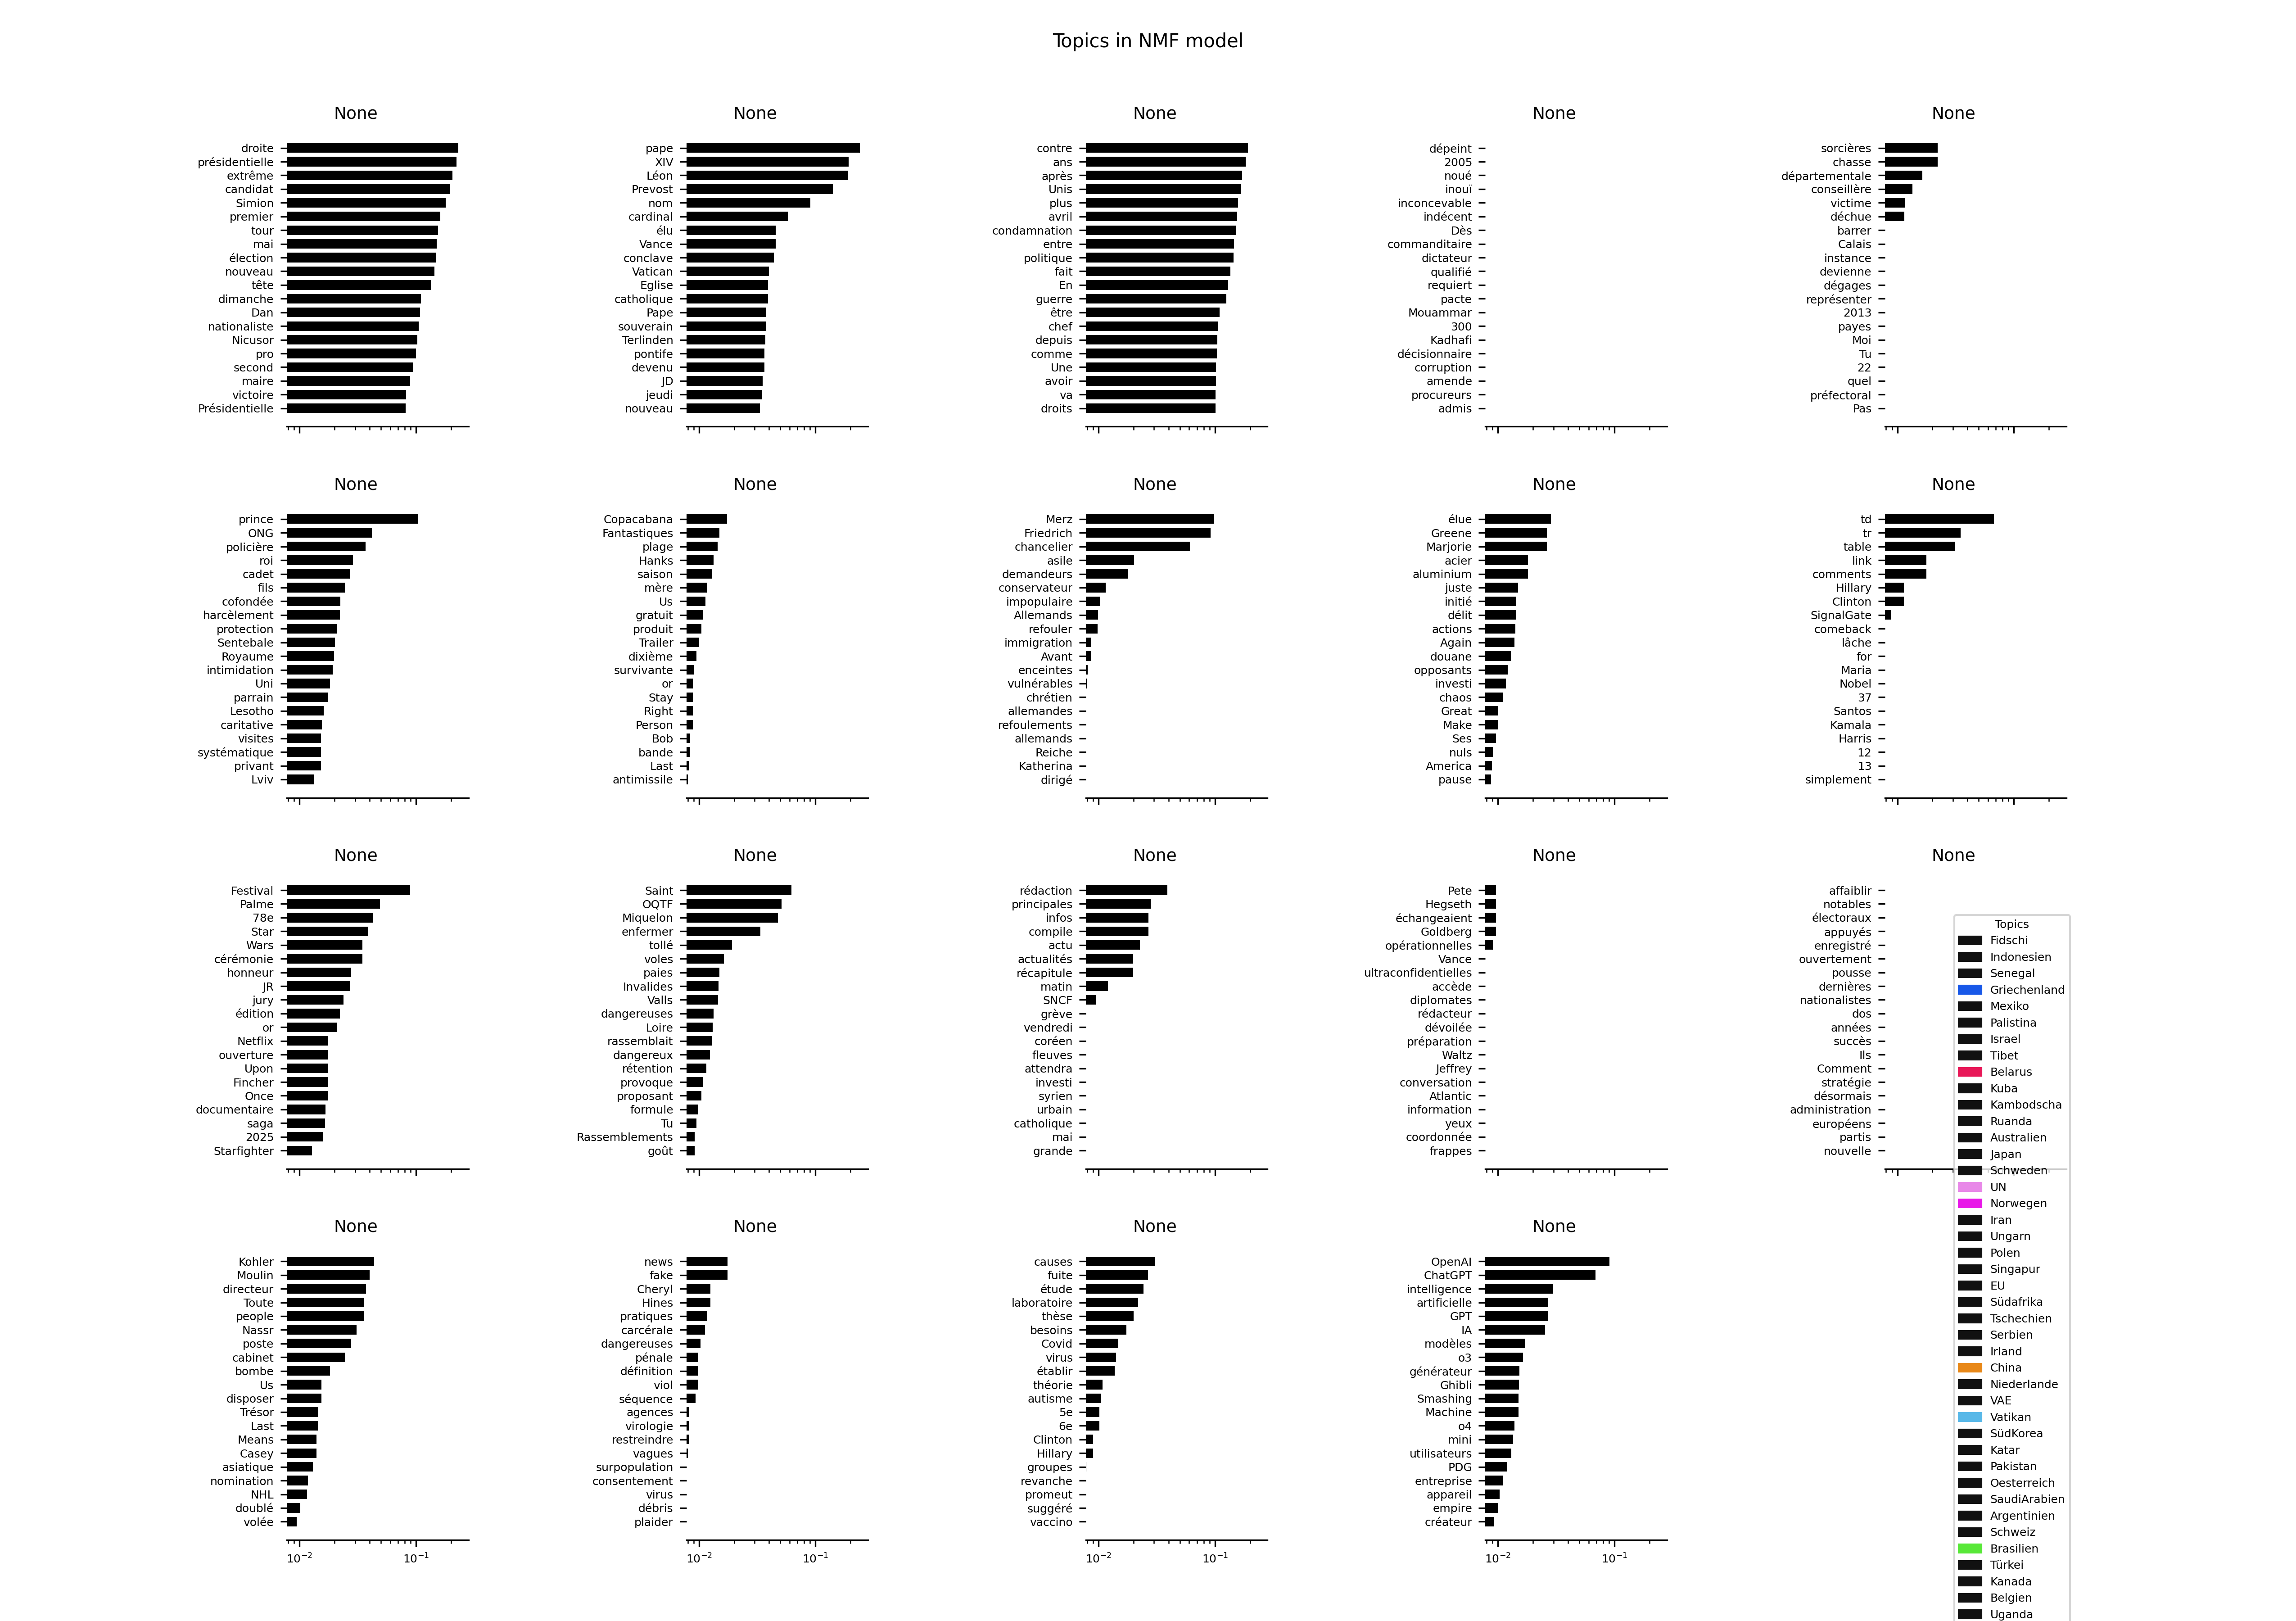 Topics in NMF model
None
droite
présidentielle
extrême
candidat
Simion
premier
tour
mai
élection
nouveau
tête
dimanche
Dan
nationaliste
Nicusor
pro
second
maire
victoire
Présidentielle
None
pape
XIV
Léon
Prevost
nom
cardinal
élu
Vance
conclave
Vatican
Eglise
catholique
Pape
souverain
Terlinden
pontife
devenu
JD
jeudi
nouveau
None
contre
ans
après
Unis
plus
avril
condamnation
entre
politique
fait
En
guerre
être
chef
depuis
comme
Une
avoir
va
droits
None
dépeint
2005
noué
inouï
inconcevable
indécent
Dès
commanditaire
dictateur
qualifié
requiert
pacte
Mouammar
300
Kadhafi
décisionnaire
corruption
amende
procureurs
admis
None
sorcières
chasse
départementale
conseillère
victime
déchue
barrer
Calais
instance
devienne
dégages
représenter
2013
payes
Moi
Tu
22
quel
préfectoral
Pas
None
prince
ONG
policière
roi
cadet
fils
cofondée
harcèlement
protection
Sentebale
Royaume
intimidation
Uni
parrain
Lesotho
caritative
visites
systématique
privant
Lviv
None
Copacabana
Fantastiques
plage
Hanks
saison
mère
Us
gratuit
produit
Trailer
dixième
survivante
or
Stay
Right
Person
Bob
bande
Last
antimissile
None
Merz
Friedrich
chancelier
asile
demandeurs
conservateur
impopulaire
Allemands
refouler
immigration
Avant
enceintes
vulnérables
chrétien
allemandes
refoulements
allemands
Reiche
Katherina
dirigé
None
élue
Greene
Marjorie
acier
aluminium
juste
initié
délit
actions
Again
douane
opposants
investi
chaos
Great
Make
Ses
nuls
America
pause
None
td
tr
table
link
comments
Hillary
Clinton
SignalGate
comeback
lâche
for
Maria
Nobel
37
Santos
Kamala
Harris
12
13
simplement
None
Festival
Palme
78e
Star
Wars
cérémonie
honneur
JR
jury
édition
or
Netflix
ouverture
Upon
Fincher
Once
documentaire
saga
2025
Starfighter
None
Saint
OQTF
Miquelon
enfermer
tollé
voles
paies
Invalides
Valls
dangereuses
Loire
rassemblait
dangereux
rétention
provoque
proposant
formule
Tu
Rassemblements
goût
None
rédaction
principales
infos
compile
actu
actualités
récapitule
matin
SNCF
grève
vendredi
coréen
fleuves
attendra
investi
syrien
urbain
catholique
mai
grande
None
Pete
Hegseth
échangeaient
Goldberg
opérationnelles
Vance
ultraconfidentielles
accède
diplomates
rédacteur
dévoilée
préparation
Waltz
Jeffrey
conversation
Atlantic
information
yeux
coordonnée
frappes
None
affaiblir
notables
électoraux
appuyés
enregistré
ouvertement
pousse
dernières
nationalistes
dos
années
succès
Ils
Comment
stratégie
désormais
administration
européens
partis
nouvelle
None
Kohler
Moulin
directeur
Toute
people
Nassr
poste
cabinet
bombe
Us
disposer
Trésor
Last
Means
Casey
asiatique
nomination
NHL
doublé
volée
10⁻² 10⁻¹
None
news
fake
Cheryl
Hines
pratiques
carcérale
dangereuses
pénale
définition
viol
séquence
agences
virologie
restreindre
vagues
surpopulation
consentement
virus
débris
plaider
10⁻² 10⁻¹
None
causes
fuite
étude
laboratoire
thèse
besoins
Covid
virus
établir
théorie
autisme
5e
6e
Clinton
Hillary
groupes
revanche
promeut
suggéré
vaccino
10⁻² 10⁻¹
None
OpenAI
ChatGPT
intelligence
artificielle
GPT
IA
modèles
o3
générateur
Ghibli
Smashing
Machine
o4
mini
utilisateurs
PDG
entreprise
appareil
empire
créateur
10⁻² 10⁻¹
Topics
Fidschi
Indonesien
Senegal
Griechenland
Mexiko
Palistina
Israel
Tibet
Belarus
Kuba
Kambodscha
Ruanda
Australien
Japan
Schweden
UN
Norwegen
Iran
Ungarn
Polen
Singapur
EU
Südafrika
Tschechien
Serbien
Irland
China
Niederlande
VAE
Vatikan
SüdKorea
Katar
Pakistan
Oesterreich
SaudiArabien
Argentinien
Schweiz
Brasilien
Türkei
Kanada
Belgien
Uganda